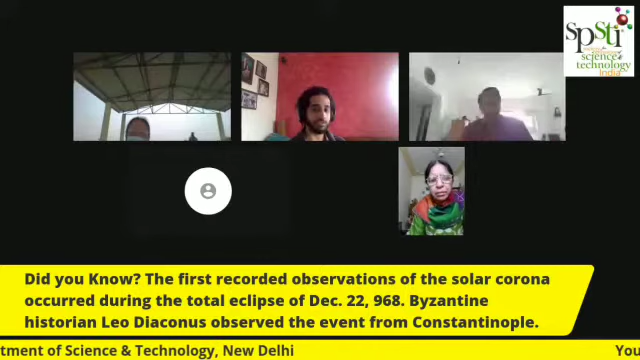 spsti
science &
technology
India
Did you Know? The first recorded observations of the solar corona
occurred during the total eclipse of Dec. 22, 968. Byzantine
historian Leo Diaconus observed the event from Constantinople.
tment of Science & Technology, New Delhi
You